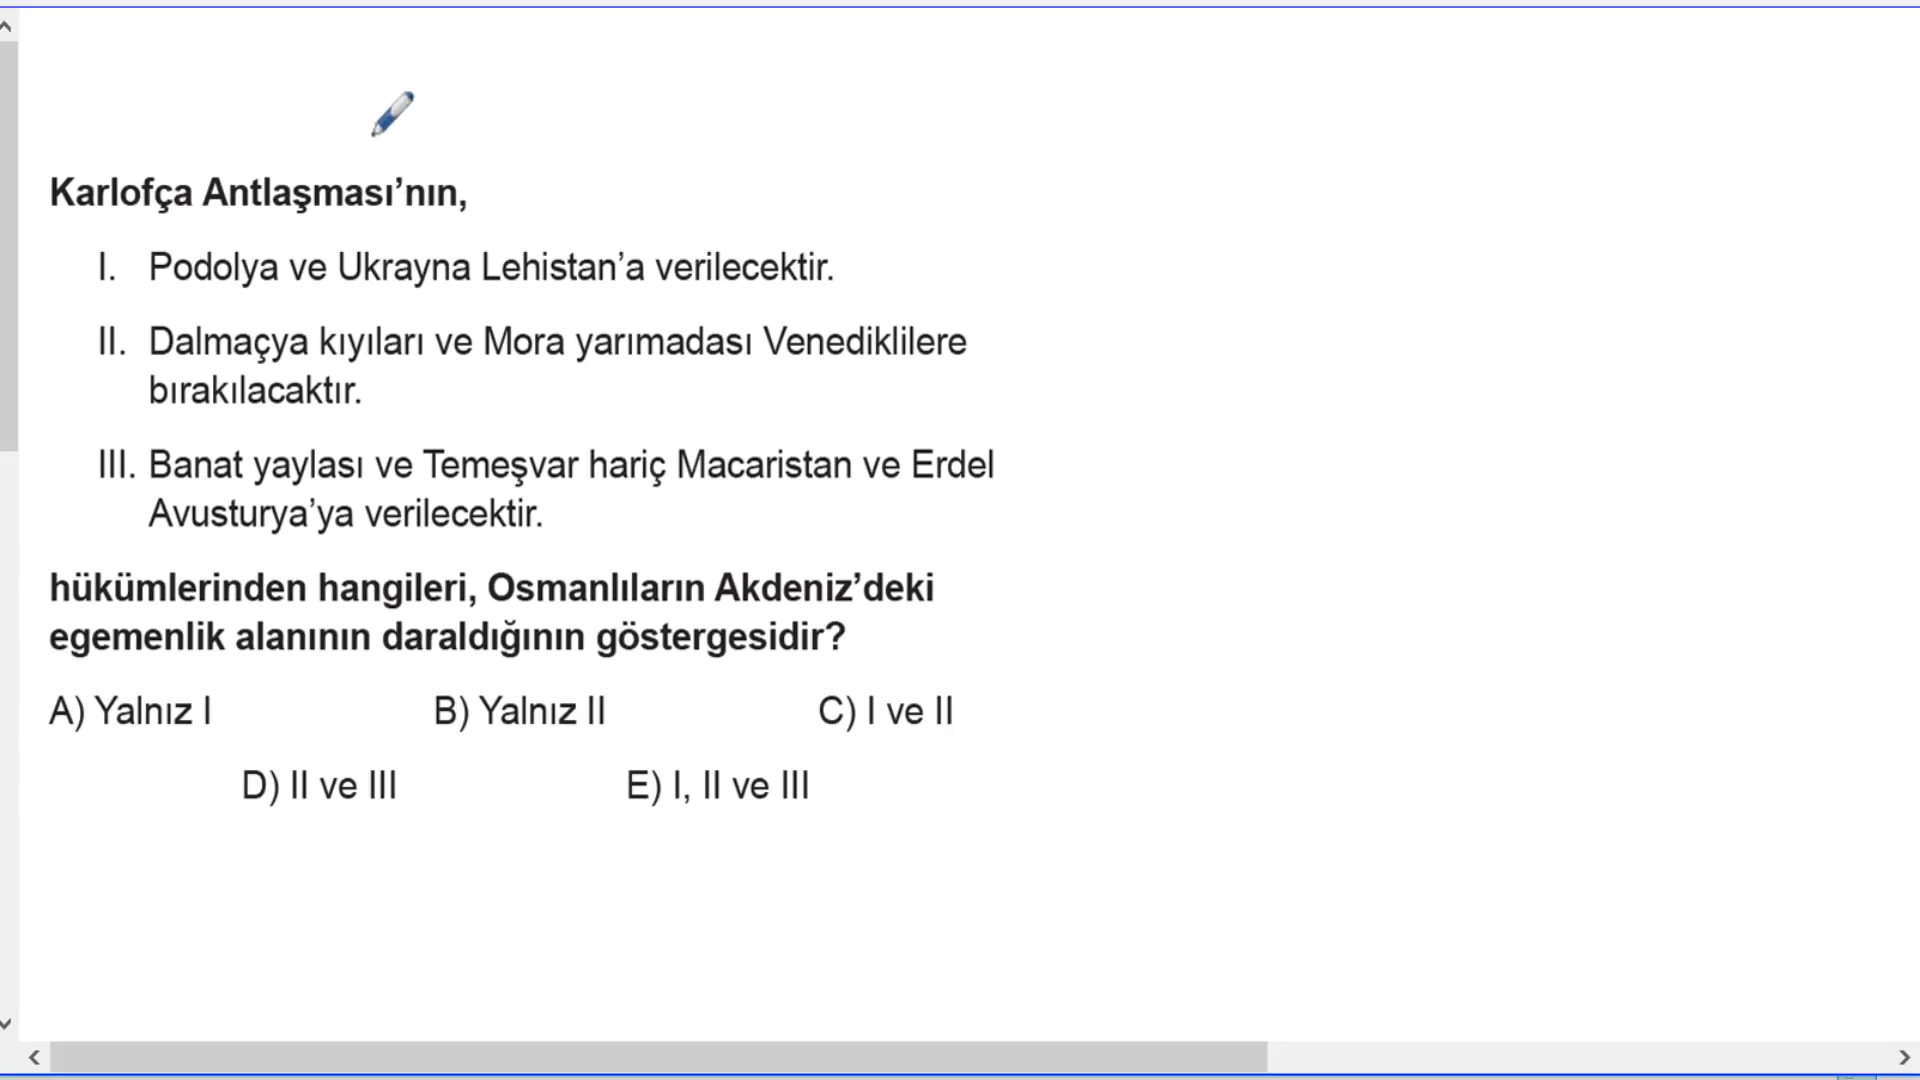 Karlofça Antlaşması’nın,
I. Podolya ve Ukrayna Lehistan’a verilecektir.
II. Dalmaçya kıyıları ve Mora yarımadası Venediklilere
bırakılacaktır.
III. Banat yaylası ve Temeşvar hariç Macaristan ve Erdel
Avusturya’ya verilecektir.
hükümlerinden hangileri, Osmanlıların Akdeniz’deki
egemenlik alanının daraldığının göstergesidir?
A) Yalnız I B) Yalnız II C) I ve II
D) II ve III E) I, II ve III